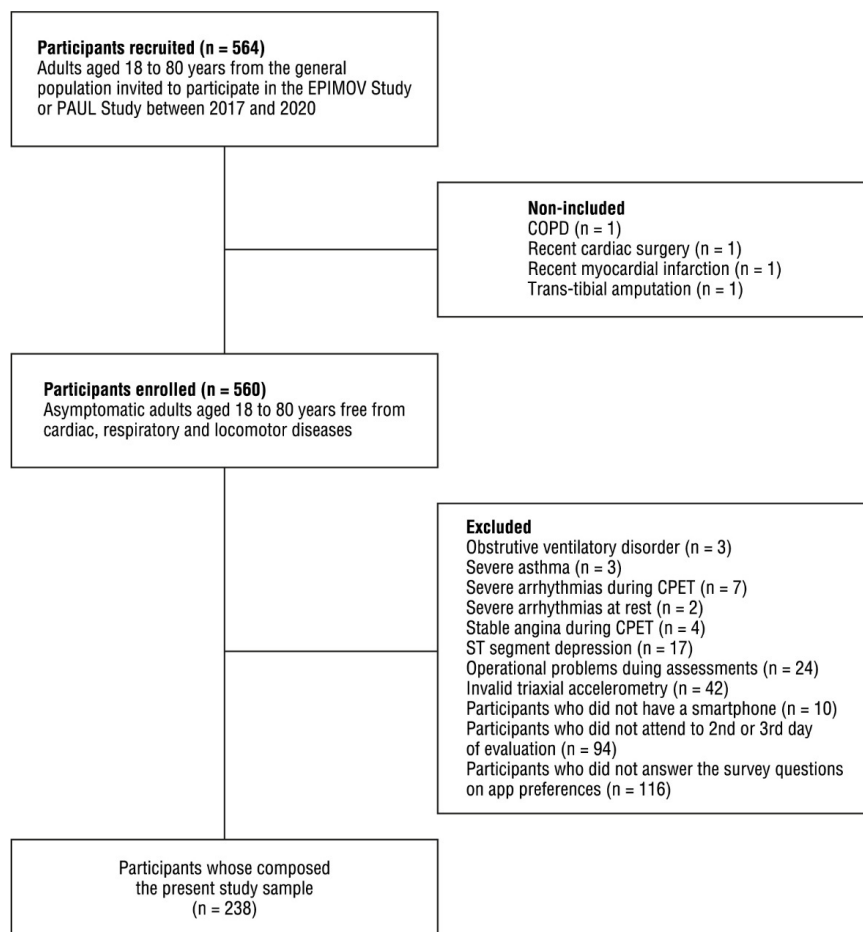 Participants recruited (n = 564)
Adults aged 18 to 80 years from the general
population invited to participate in the EPIMOV Study
or PAUL Study between 2017 and 2020
Non-included
COPD (n = 1)
Recent cardiac surgery (n = 1)
Recent myocardial infarction (n = 1)
Trans-tibial amputation (n = 1)
Participants enrolled (n = 560)
Asymptomatic adults aged 18 to 80 years free from
cardiac, respiratory and locomotor diseases
Excluded
Obstrutive ventilatory disorder (n = 3)
Severe asthma (n = 3)
Severe arrhythmias during CPET (n = 7)
Severe arrhythmias at rest (n = 2)
Stable angina during CPET (n = 4)
ST segment depression (n = 17)
Operational problems duing assessments (n = 24)
Invalid triaxial accelerometry (n = 42)
Participants who did not have a smartphone (n = 10)
Participants who did not attend to 2nd or 3rd day
of evaluation (n = 94)
Participants who did not answer the survey questions
on app preferences (n = 116)
Participants whose composed
the present study sample
(n = 238)